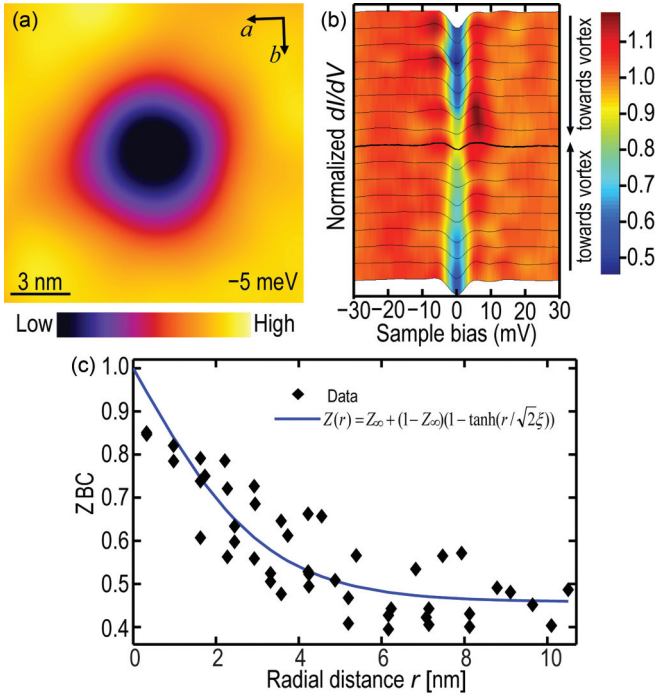 (a)
a
b
3 nm
−5 meV
Low
High
(b)
Normalized dI/dV
towards vortex
towards vortex
1.1
1.0
0.9
0.8
0.7
0.6
0.5
−30 −20 −10 0 10 20 30
Sample bias (mV)
(c)
1.0
0.9
0.8
0.7
0.6
0.5
0.4
ZBC
Data
Z(r) = Z∞ + (1 − Z∞)(1 − tanh(r / √2ξ))
0 2 4 6 8 10
Radial distance r [nm]